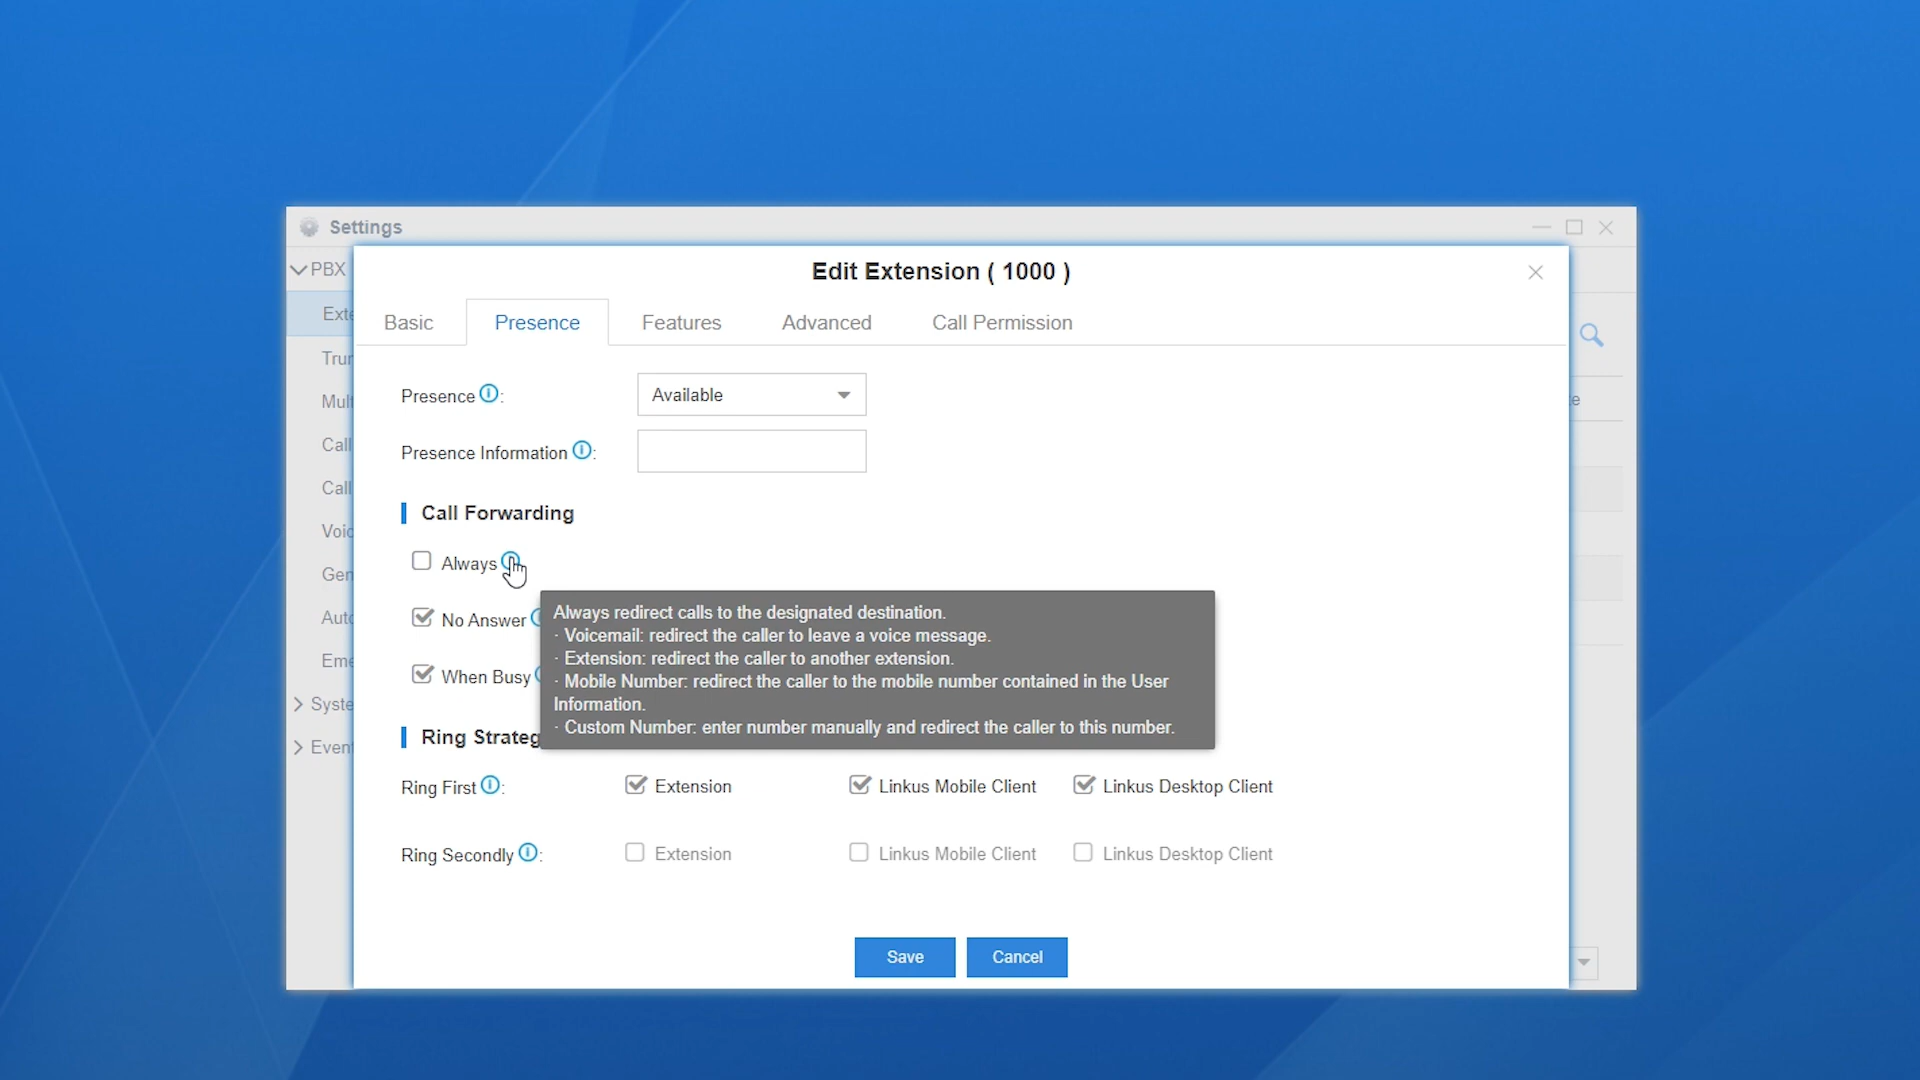 Settings
PBX
Edit Extension ( 1000 )
Basic
Presence
Features
Advanced
Call Permission
Presence :
Available
Presence Information :
Call Forwarding
Always
No Answer
When Busy
Always redirect calls to the designated destination.
· Voicemail: redirect the caller to leave a voice message.
· Extension: redirect the caller to another extension.
· Mobile Number: redirect the caller to the mobile number contained in the User
Information.
· Custom Number: enter number manually and redirect the caller to this number.
Ring Strateg
Ring First :
Extension
Linkus Mobile Client
Linkus Desktop Client
Ring Secondly :
Extension
Linkus Mobile Client
Linkus Desktop Client
Save
Cancel
Call
Call